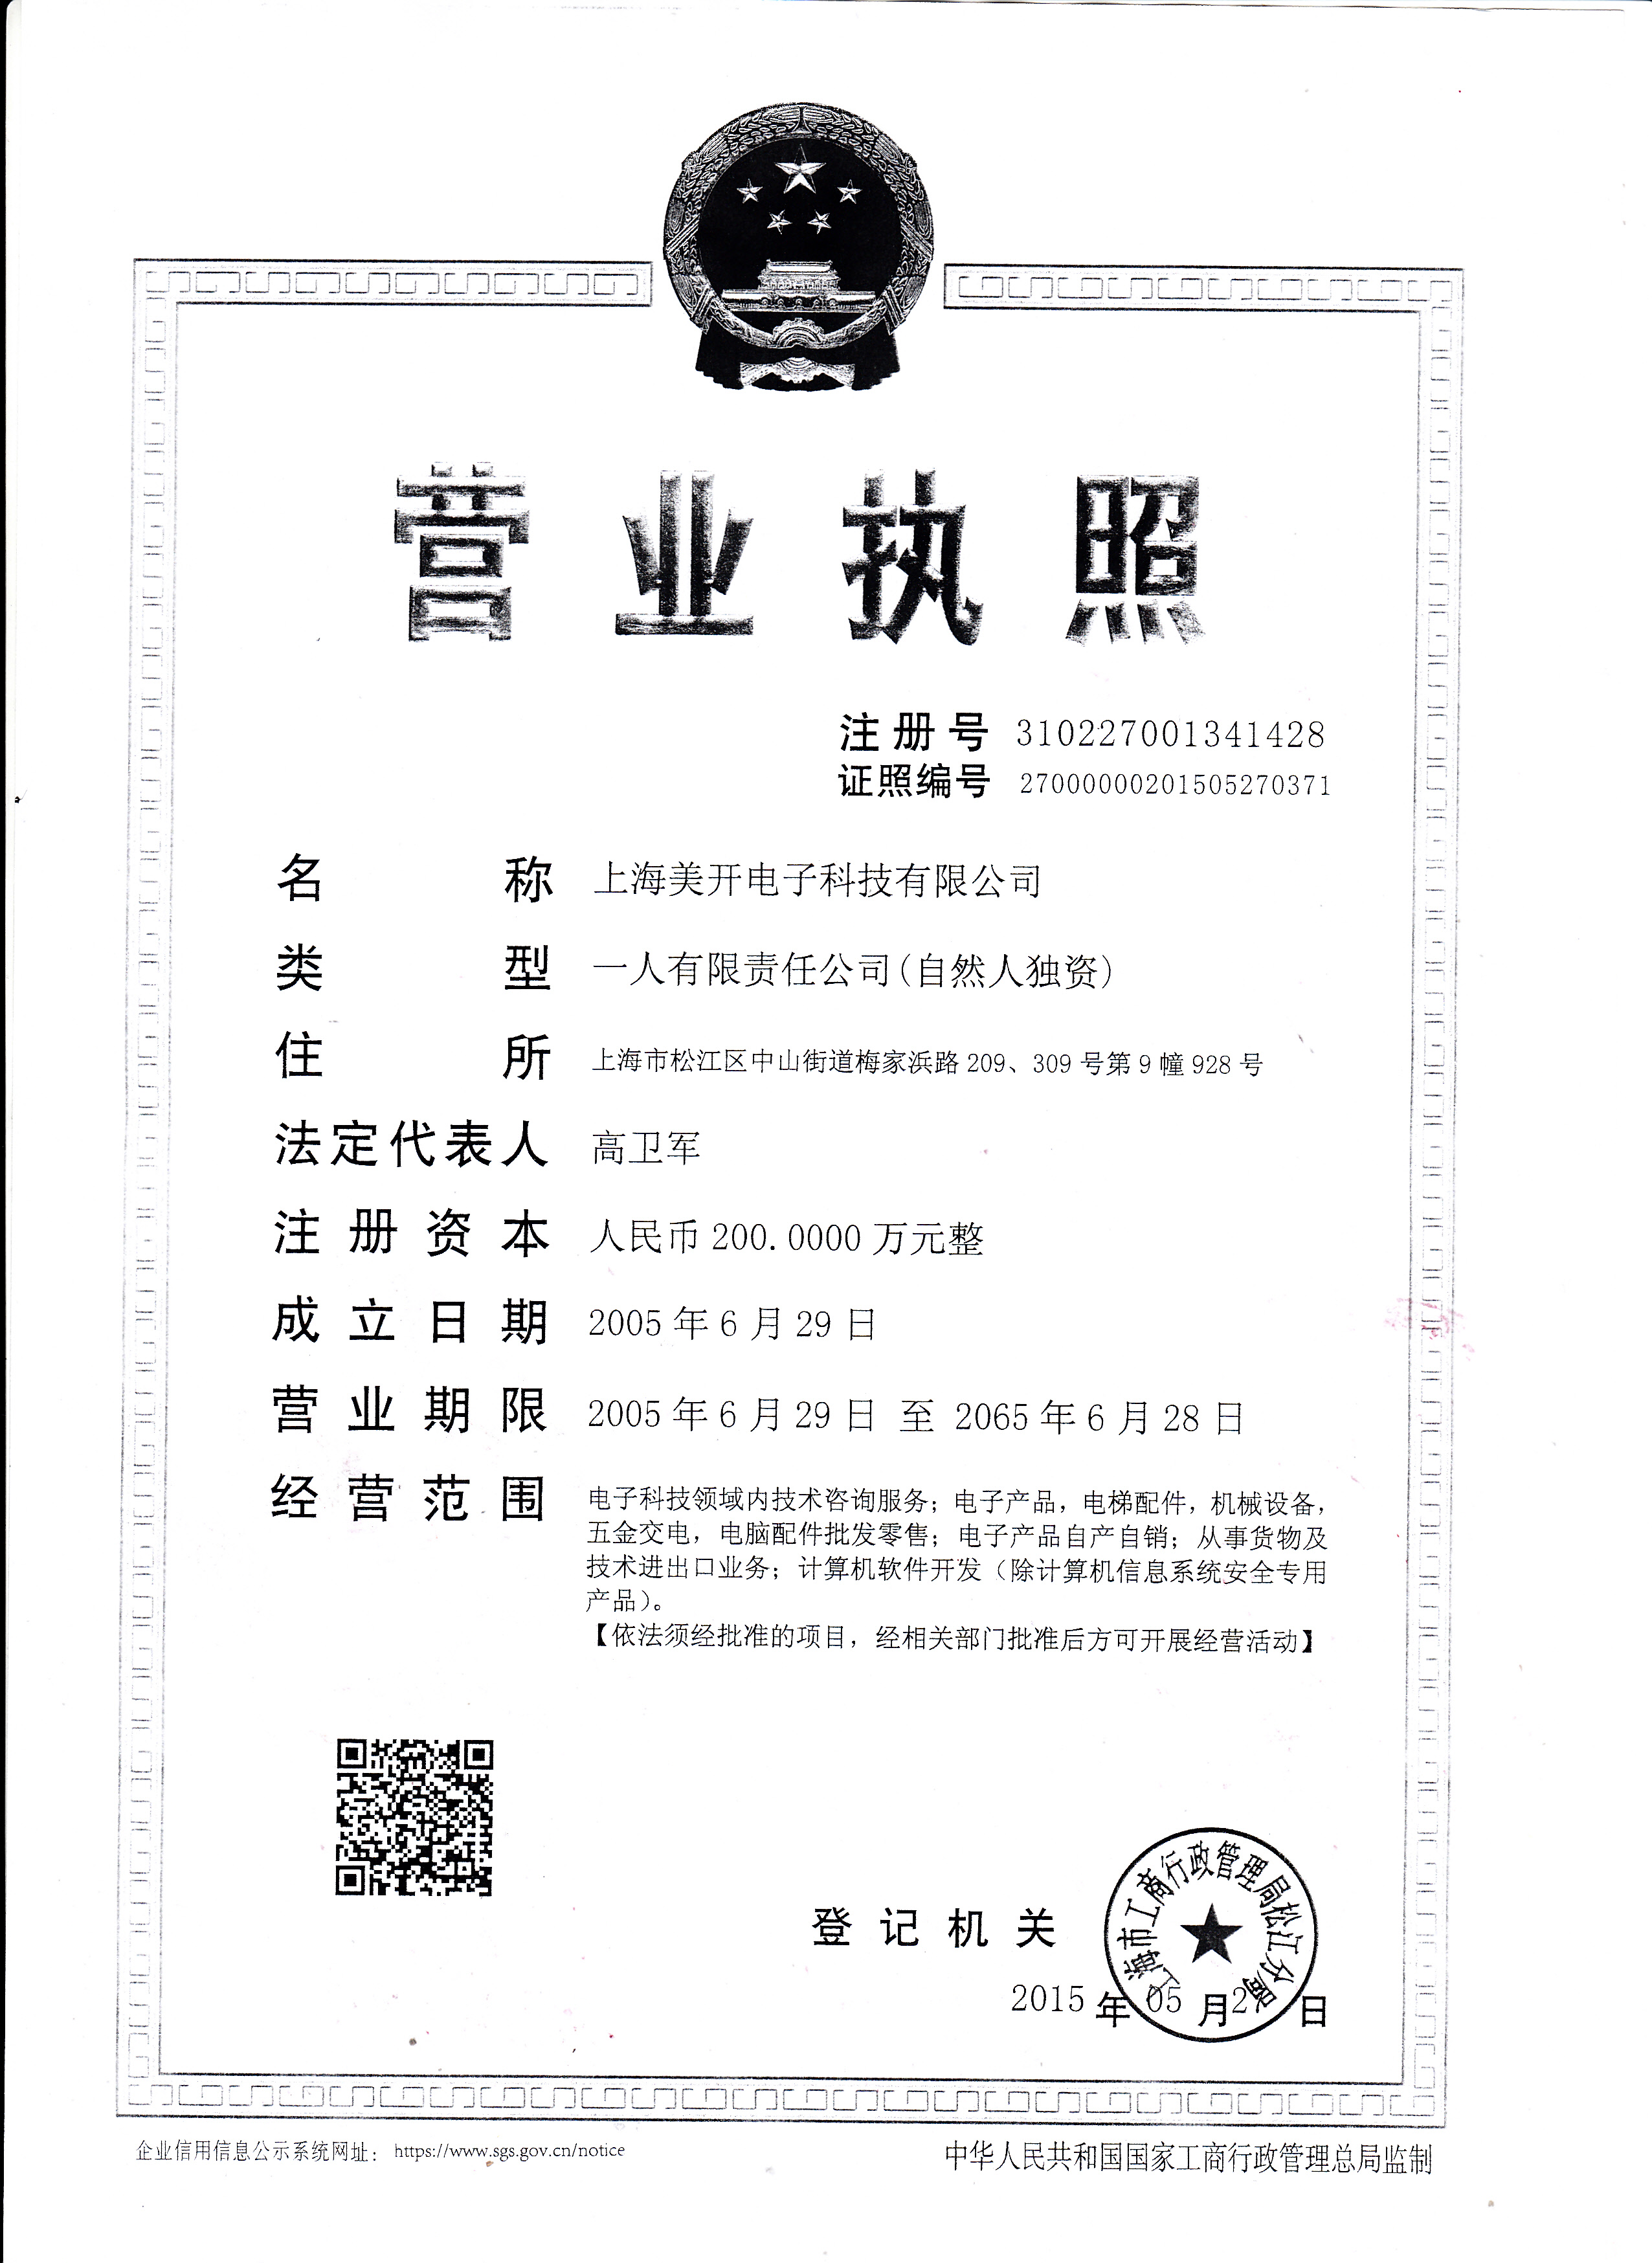 营业执照
注册号 310227001341428
证照编号 27000000201505270371
名称 上海美开电子科技有限公司
类型 一人有限责任公司(自然人独资)
住所 上海市松江区中山街道梅家浜路209、309号第9幢928号
法定代表人 高卫军
注册资本 人民币200.0000万元整
成立日期 2005年6月29日
营业期限 2005年6月29日 至 2065年6月28日
经营范围 电子科技领域内技术咨询服务；电子产品，电梯配件，机械设备，
五金交电，电脑配件批发零售；电子产品自产自销；从事货物及
技术进出口业务；计算机软件开发（除计算机信息系统安全专用
产品）。
【依法须经批准的项目，经相关部门批准后方可开展经营活动】
上海市工商行政管理局松江分局
登记机关
2015年05月2日
企业信用信息公示系统网址： https://www.sgs.gov.cn/notice
中华人民共和国国家工商行政管理总局监制